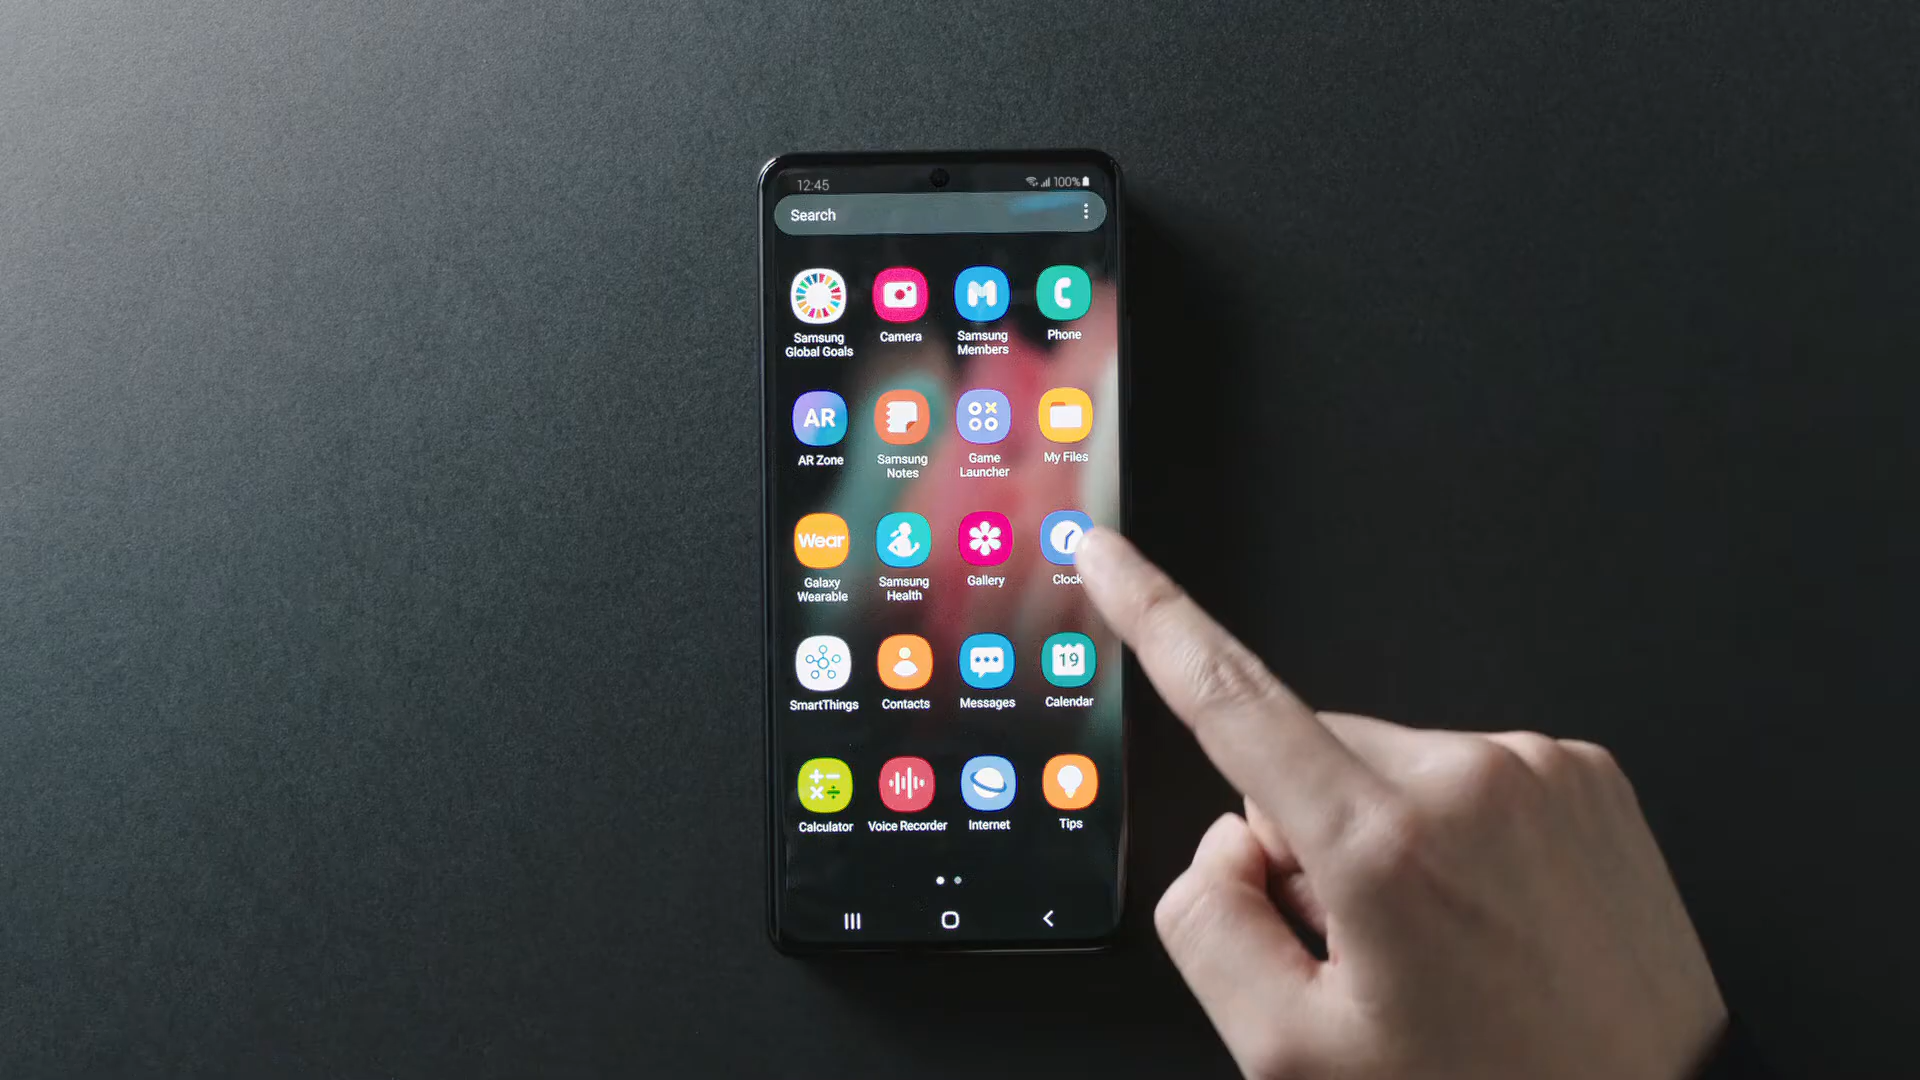 12:45
100%
Search
Samsung
Global Goals
Camera
Samsung
Members
Phone
AR
AR Zone
Samsung
Notes
Game
Launcher
My Files
Wear
Galaxy
Wearable
Samsung
Health
Gallery
Clock
SmartThings
Contacts
Messages
19
Calendar
Calculator
Voice Recorder
Internet
Tips